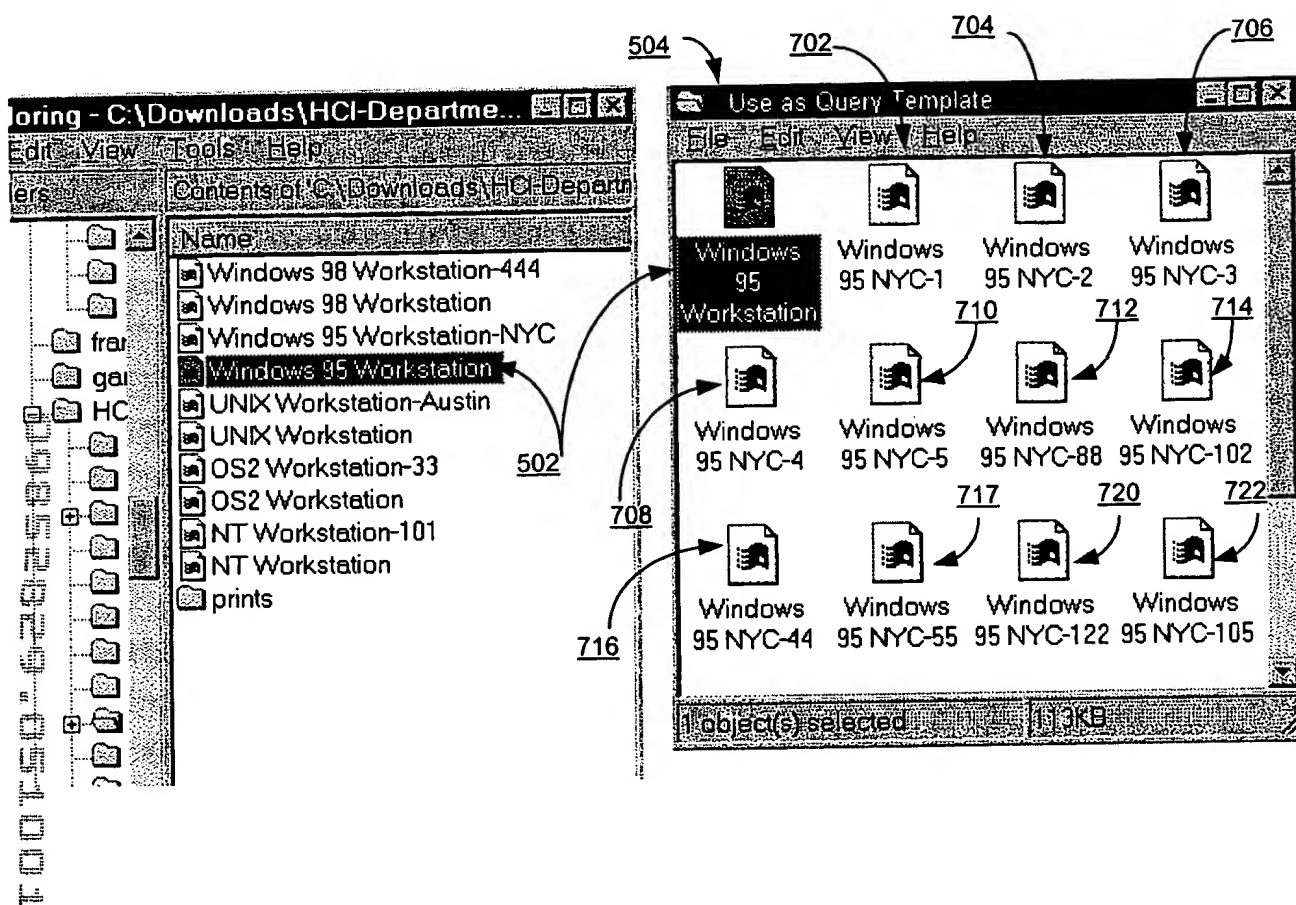 504 702 704 706
loring - C:\Downloads\HCI-Departme...
Edit View Tools Help
ers Contents of 'C:\Downloads\HCI-Departm
Name
Windows 98 Workstation-444
Windows 98 Workstation
Windows 95 Workstation-NYC
Windows 95 Workstation
UNIX Workstation-Austin
UNIX Workstation
OS2 Workstation-33
OS2 Workstation
NT Workstation-101
NT Workstation
prints
fran
gar
HC
502
Use as Query Template
File Edit View Help
Windows 95 Workstation
Windows 95 NYC-1
Windows 95 NYC-2
Windows 95 NYC-3
710 712 714
Windows 95 NYC-4
Windows 95 NYC-5
Windows 95 NYC-88
Windows 95 NYC-102
708 717 720 722
716
Windows 95 NYC-44
Windows 95 NYC-55
Windows 95 NYC-122
Windows 95 NYC-105
1 object(s) selected 113KB